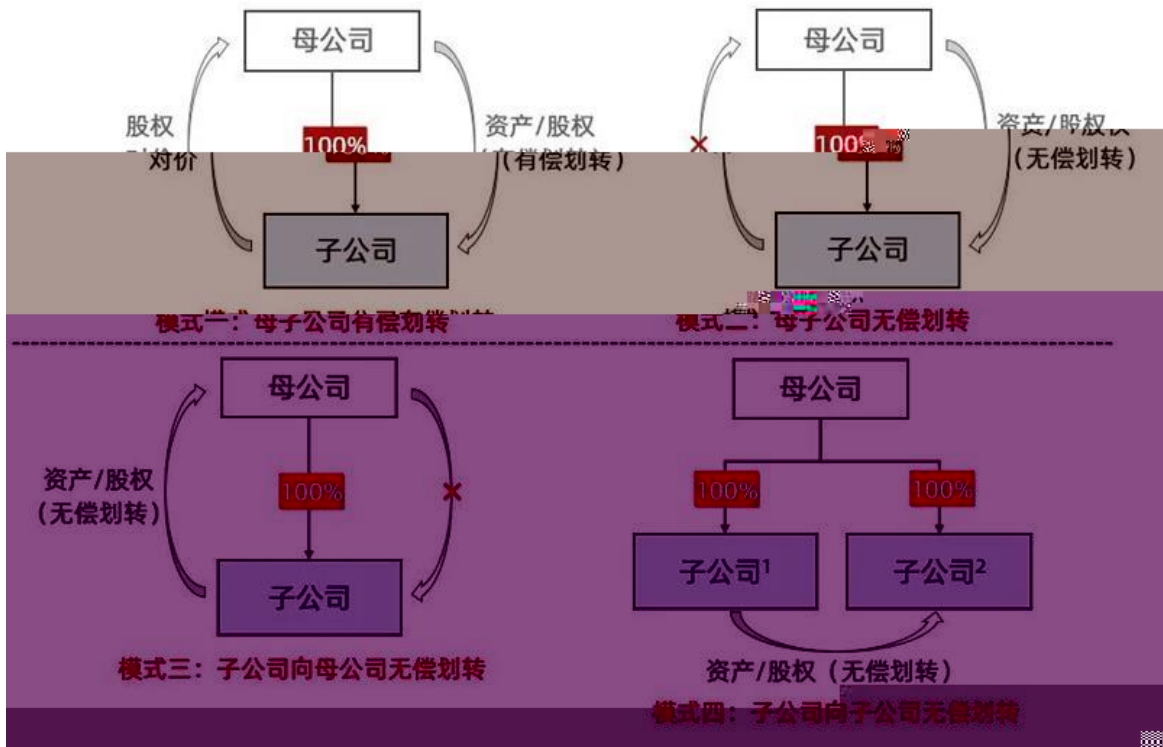 母公司
股权
对价
100%
资产/股权
（有偿划转）
子公司
模式一：母子公司有偿划转
母公司
100%
资产/股权
（无偿划转）
子公司
模式二：母子公司无偿划转
母公司
资产/股权
（无偿划转）
100%
子公司
模式三：子公司向母公司无偿划转
母公司
100%
100%
子公司1
子公司2
资产/股权（无偿划转）
模式四：子公司向子公司无偿划转